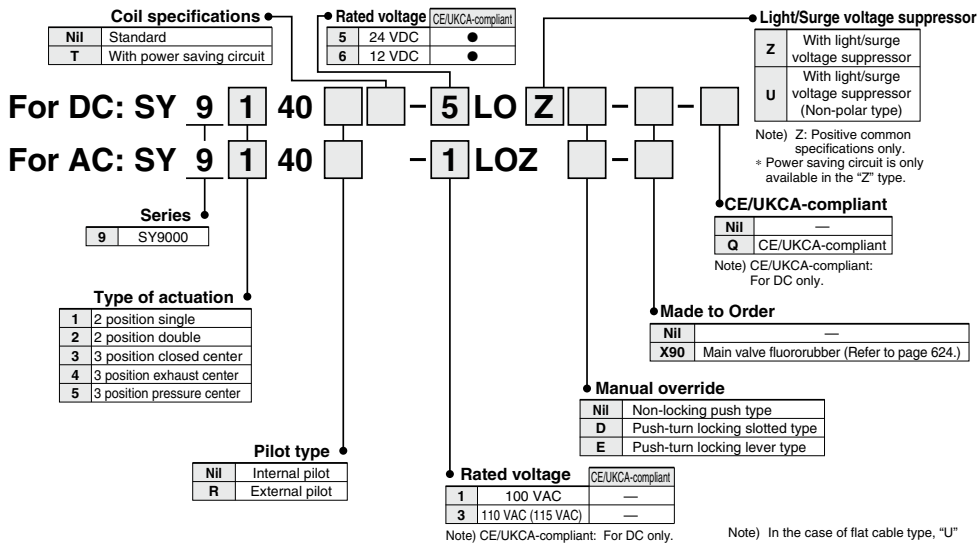 Coil specifications
Nil Standard
T With power saving circuit
Rated voltage CE/UKCA-compliant
5 24 VDC ●
6 12 VDC ●
Light/Surge voltage suppressor
Z With light/surge
voltage suppressor
U With light/surge
voltage suppressor
(Non-polar type)
Note) Z: Positive common
specifications only.
* Power saving circuit is only
available in the “Z” type.
For DC: SY 9 1 40 – 5 LO Z – –
For AC: SY 9 1 40 – 1 LOZ –
Series
9 SY9000
Type of actuation
1 2 position single
2 2 position double
3 3 position closed center
4 3 position exhaust center
5 3 position pressure center
Pilot type
Nil Internal pilot
R External pilot
CE/UKCA-compliant
Nil —
Q CE/UKCA-compliant
Note) CE/UKCA-compliant:
For DC only.
Made to Order
Nil —
X90 Main valve fluororubber (Refer to page 624.)
Manual override
Nil Non-locking push type
D Push-turn locking slotted type
E Push-turn locking lever type
Rated voltage CE/UKCA-compliant
1 100 VAC —
3 110 VAC (115 VAC) —
Note) CE/UKCA-compliant: For DC only.
Note) In the case of flat cable type, “U”